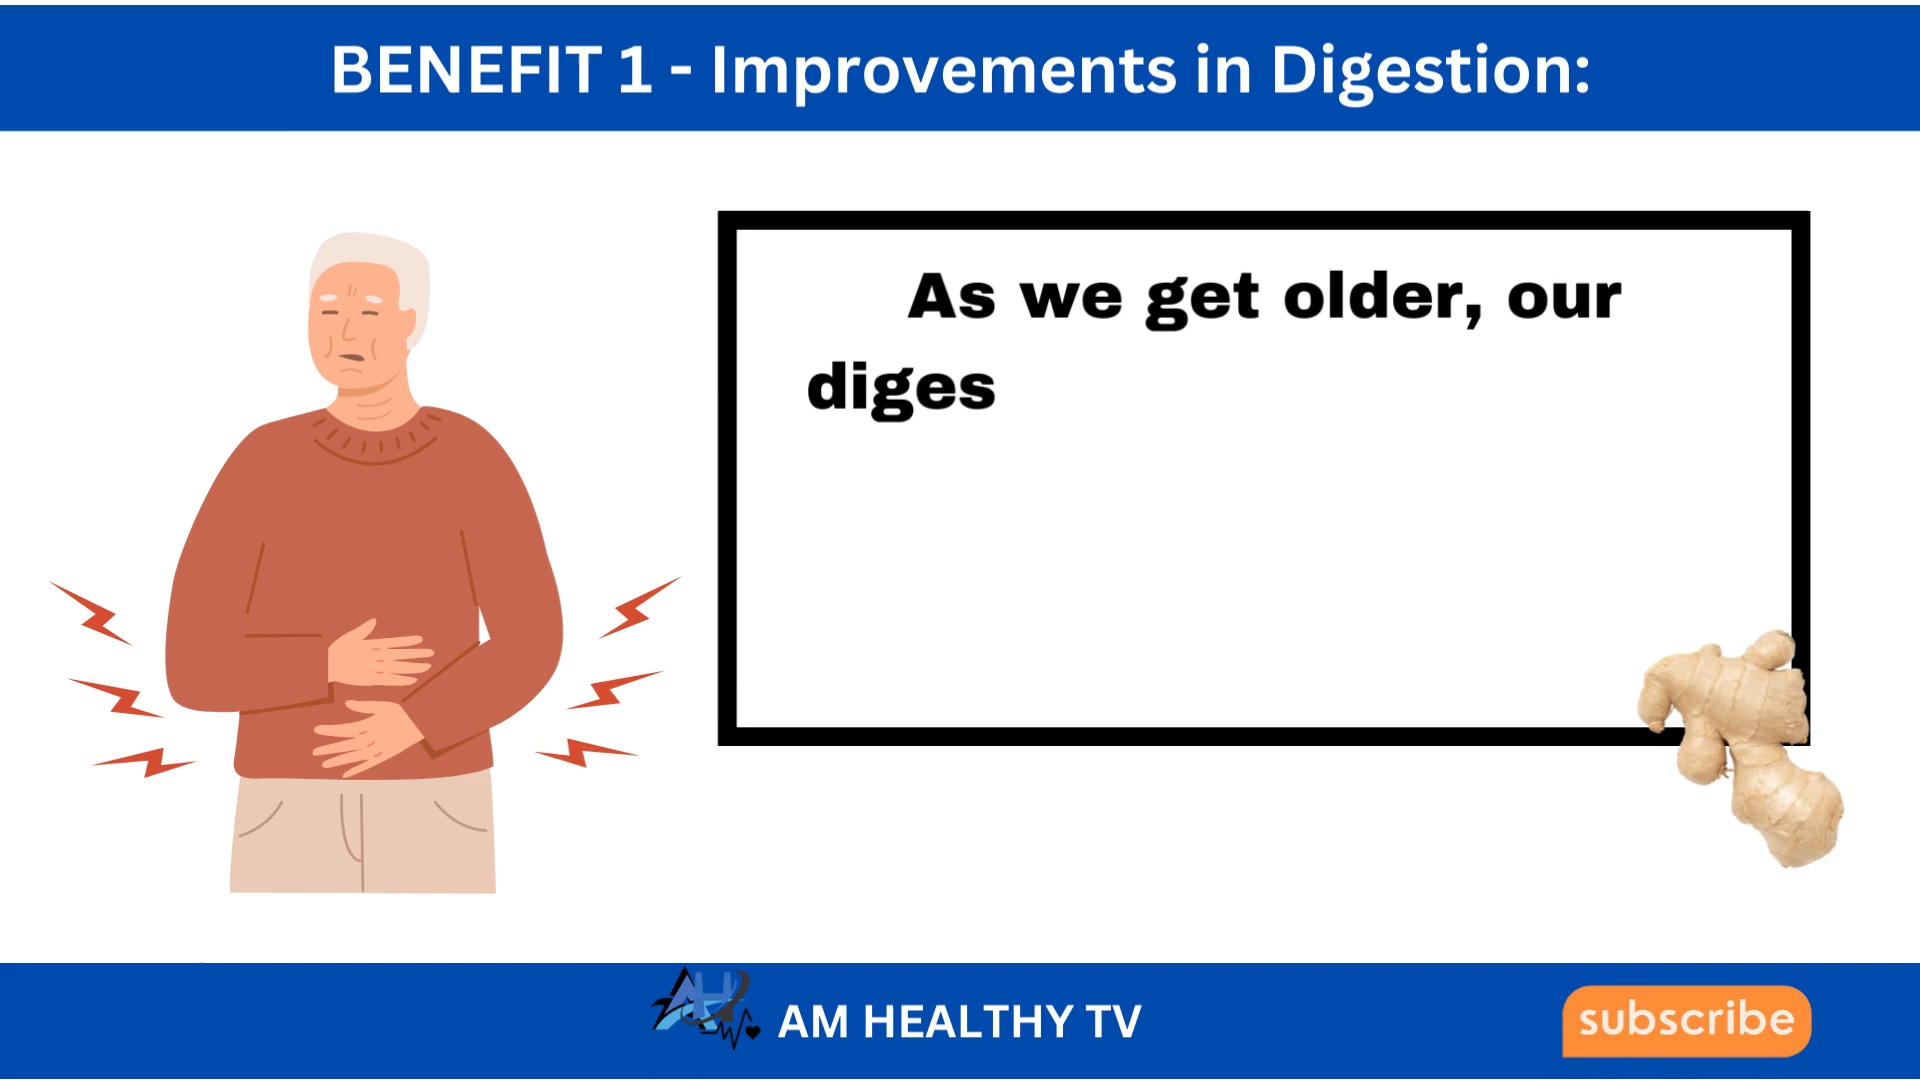 BENEFIT 1 - Improvements in Digestion:
As we get older, our
diges
AM HEALTHY TV
subscribe